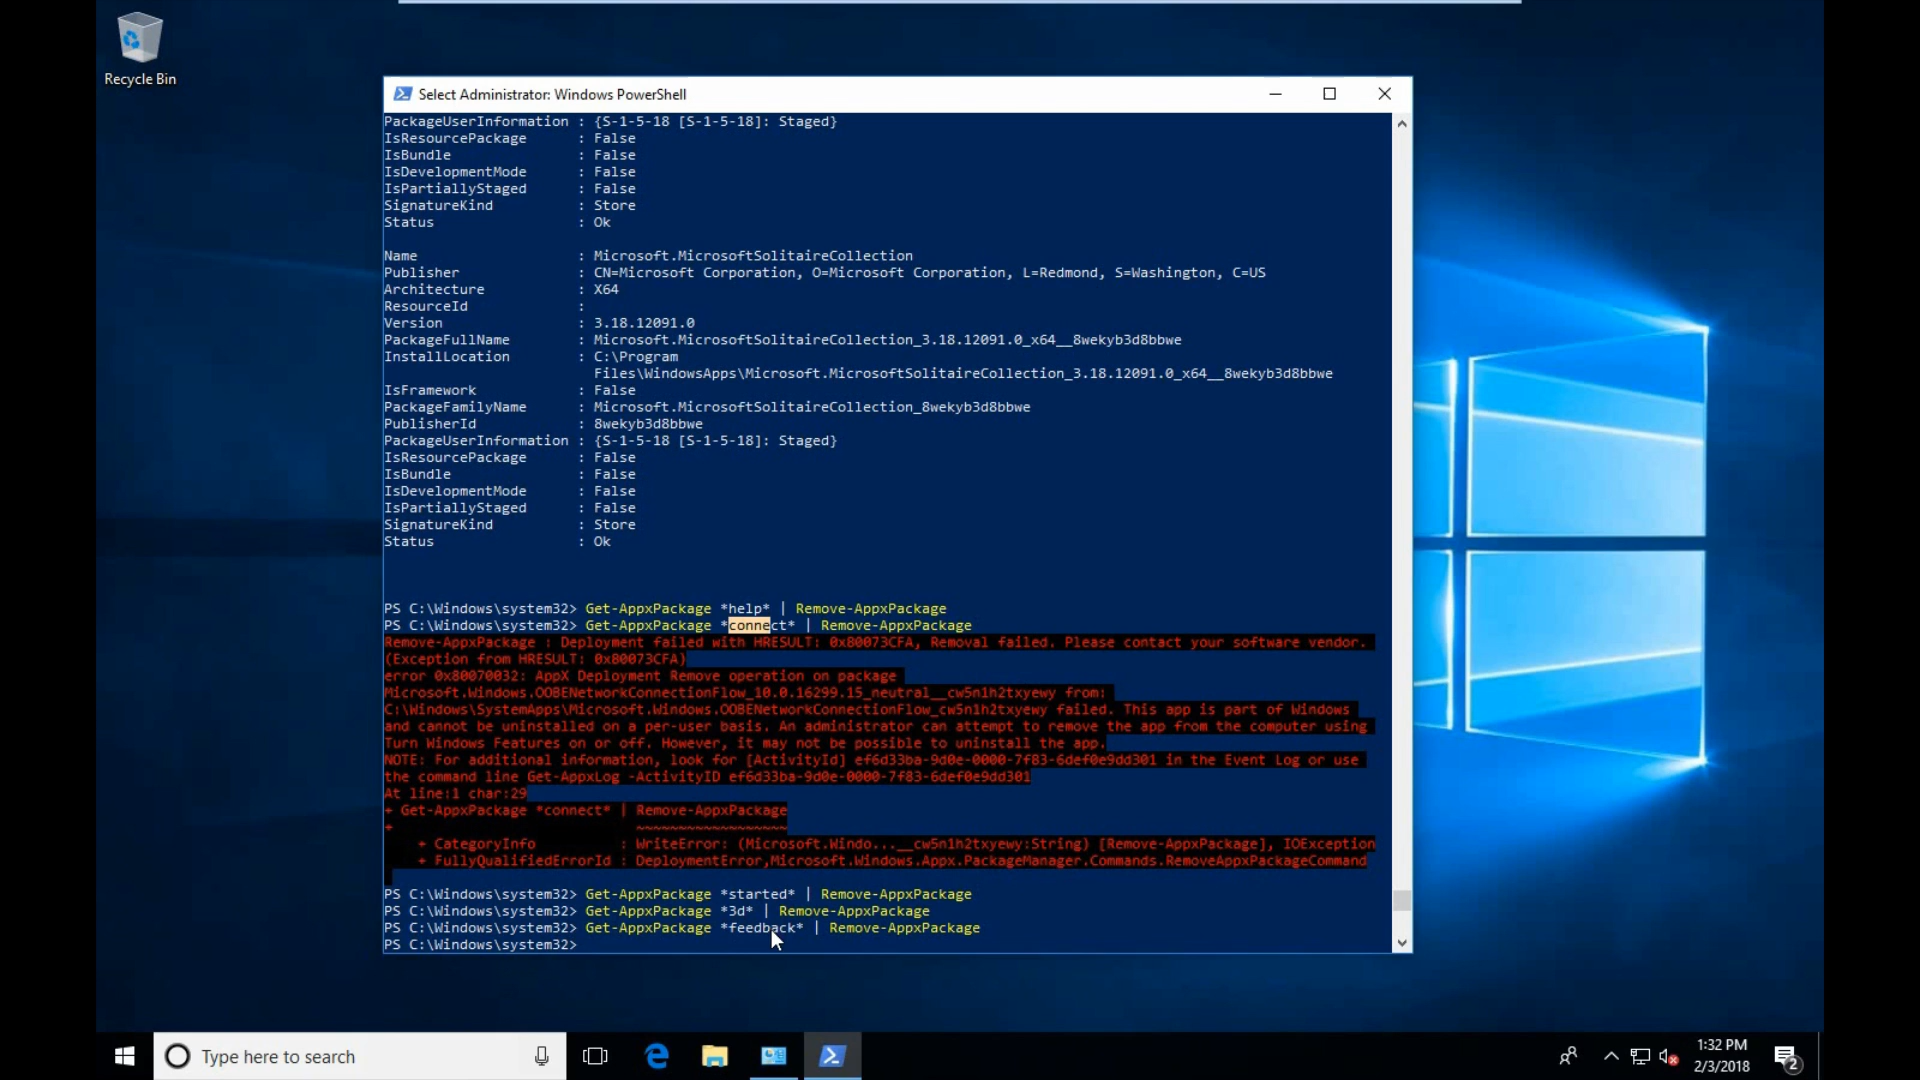 Recycle Bin
Select Administrator: Windows PowerShell
PackageUserInformation : {S-1-5-18 [S-1-5-18]: Staged}
IsResourcePackage : False
IsBundle : False
IsDevelopmentMode : False
IsPartiallyStaged : False
SignatureKind : Store
Status : Ok
Name : Microsoft.MicrosoftSolitaireCollection
Publisher : CN=Microsoft Corporation, O=Microsoft Corporation, L=Redmond, S=Washington, C=US
Architecture : X64
ResourceId :
Version : 3.18.12091.0
PackageFullName : Microsoft.MicrosoftSolitaireCollection_3.18.12091.0_x64__8wekyb3d8bbwe
InstallLocation : C:\Program
Files\WindowsApps\Microsoft.MicrosoftSolitaireCollection_3.18.12091.0_x64__8wekyb3d8bbwe
IsFramework : False
PackageFamilyName : Microsoft.MicrosoftSolitaireCollection_8wekyb3d8bbwe
PublisherId : 8wekyb3d8bbwe
PackageUserInformation : {S-1-5-18 [S-1-5-18]: Staged}
IsResourcePackage : False
IsBundle : False
IsDevelopmentMode : False
IsPartiallyStaged : False
SignatureKind : Store
Status : Ok
PS C:\Windows\system32> Get-AppxPackage *help* | Remove-AppxPackage
PS C:\Windows\system32> Get-AppxPackage *connect* | Remove-AppxPackage
Remove-AppxPackage : Deployment failed with HRESULT: 0x80073CFA, Removal failed. Please contact your software vendor.
(Exception from HRESULT: 0x80073CFA)
error 0x80070032: AppX Deployment Remove operation on package
Microsoft.Windows.OOBENetworkConnectionFlow_10.0.16299.15_neutral__cw5n1h2txyewy from:
C:\Windows\SystemApps\Microsoft.Windows.OOBENetworkConnectionFlow_cw5n1h2txyewy failed. This app is part of Windows
and cannot be uninstalled on a per-user basis. An administrator can attempt to remove the app from the computer using
Turn Windows Features on or off. However, it may not be possible to uninstall the app.
NOTE: For additional information, look for [ActivityId] ef6d33ba-9d0e-0000-7f83-6def0e9dd301 in the Event Log or use
the command line Get-AppxLog -ActivityID ef6d33ba-9d0e-0000-7f83-6def0e9dd301
At line:1 char:29
+ Get-AppxPackage *connect* | Remove-AppxPackage
+ ~~~~~~~~~~~~~~~~~~
+ CategoryInfo : WriteError: (Microsoft.Windo...__cw5n1h2txyewy:String) [Remove-AppxPackage], IOException
+ FullyQualifiedErrorId : DeploymentError,Microsoft.Windows.Appx.PackageManager.Commands.RemoveAppxPackageCommand
PS C:\Windows\system32> Get-AppxPackage *started* | Remove-AppxPackage
PS C:\Windows\system32> Get-AppxPackage *3d* | Remove-AppxPackage
PS C:\Windows\system32> Get-AppxPackage *feedback* | Remove-AppxPackage
PS C:\Windows\system32>
Type here to search
1:32 PM
2/3/2018
2